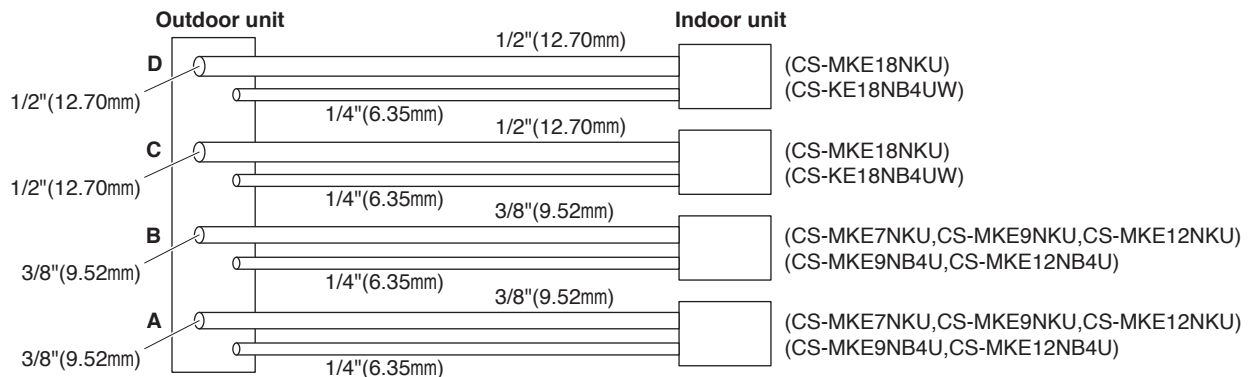 Outdoor unit
Indoor unit
D
1/2"(12.70mm)
1/2"(12.70mm)
1/4"(6.35mm)
(CS-MKE18NKU)
(CS-KE18NB4UW)
C
1/2"(12.70mm)
1/2"(12.70mm)
1/4"(6.35mm)
(CS-MKE18NKU)
(CS-KE18NB4UW)
B
3/8"(9.52mm)
3/8"(9.52mm)
1/4"(6.35mm)
(CS-MKE7NKU,CS-MKE9NKU,CS-MKE12NKU)
(CS-MKE9NB4U,CS-MKE12NB4U)
A
3/8"(9.52mm)
3/8"(9.52mm)
1/4"(6.35mm)
(CS-MKE7NKU,CS-MKE9NKU,CS-MKE12NKU)
(CS-MKE9NB4U,CS-MKE12NB4U)